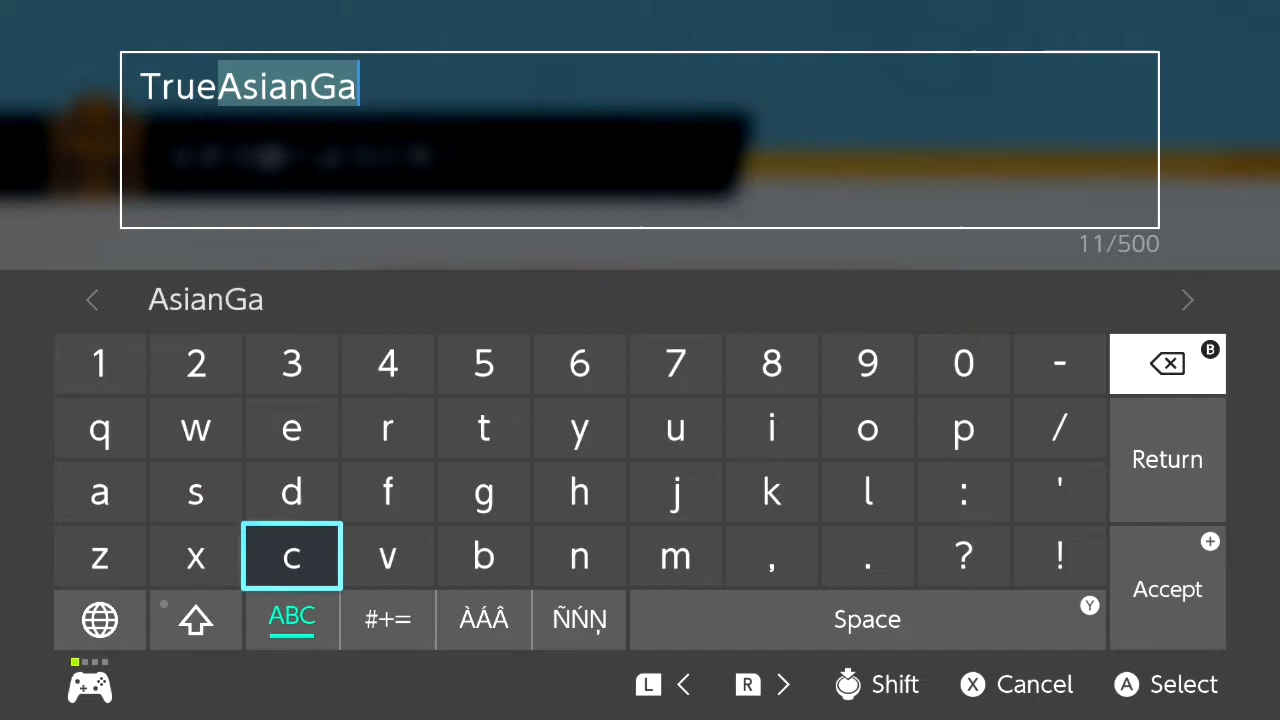 TrueAsianGa
11/500
AsianGa
1 2 3 4 5 6 7 8 9 0 - B
q w e r t y u i o p /
Return
a s d f g h j k l : '
z x c v b n m , . ? ! +
Accept
ABC #+= ÀÁÂ ÑŃŅ Space Y
L R Shift X Cancel A Select